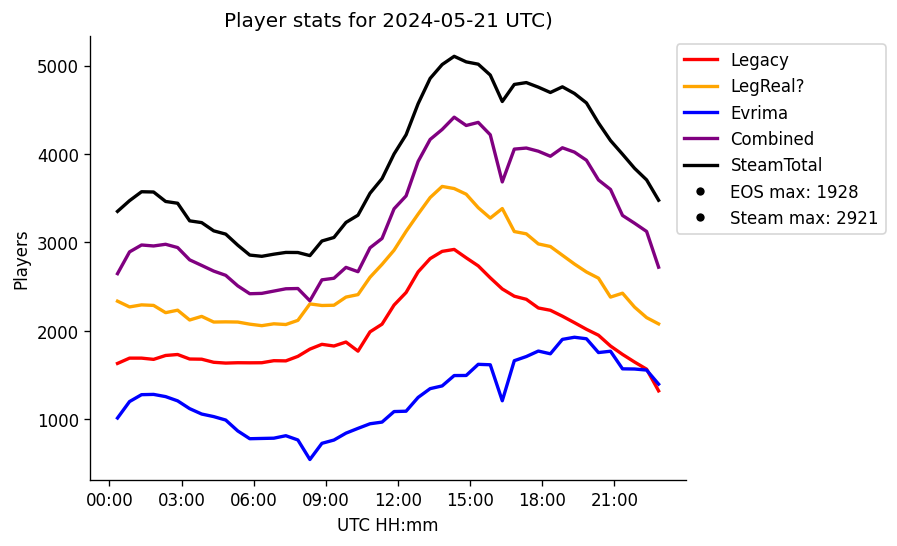 Player stats for 2024-05-21 UTC)
Legacy
LegReal?
Evrima
Combined
SteamTotal
EOS max: 1928
Steam max: 2921
Players
5000
4000
3000
2000
1000
00:00 03:00 06:00 09:00 12:00 15:00 18:00 21:00
UTC HH:mm